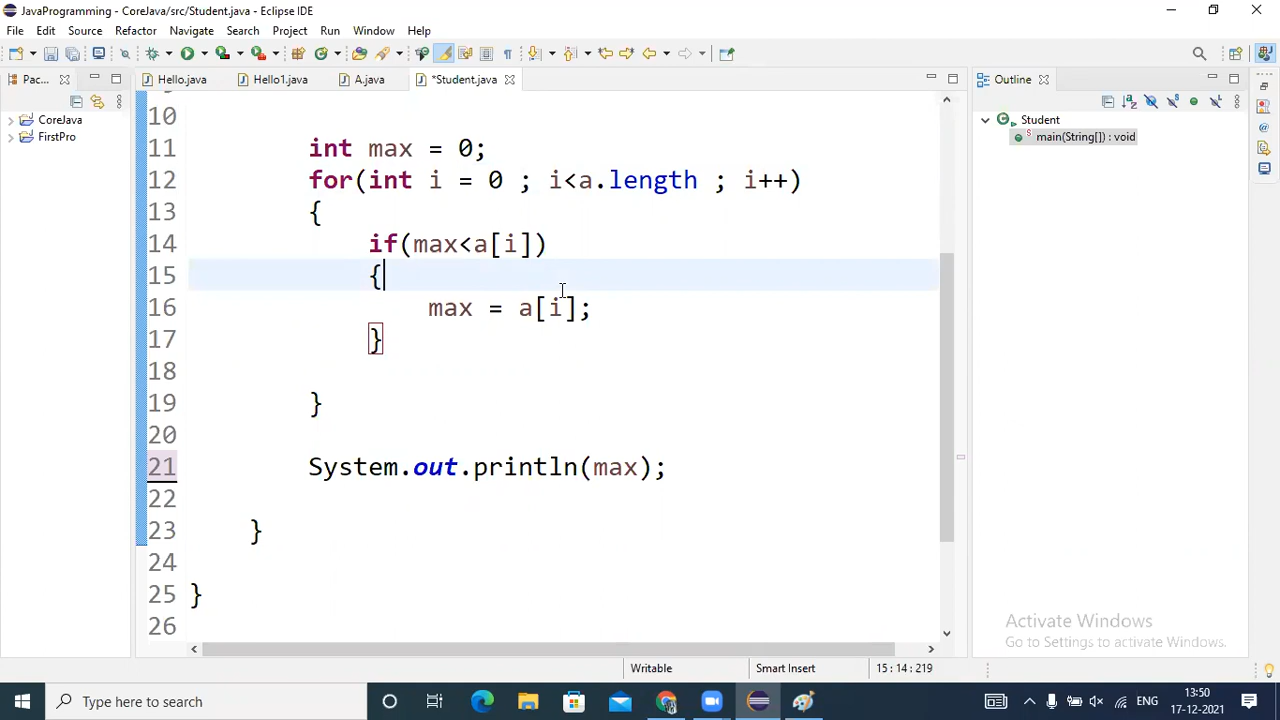 JavaProgramming - CoreJava/src/Student.java - Eclipse IDE
File Edit Source Refactor Navigate Search Project Run Window Help
Pac... Hello.java Hello1.java A.java *Student.java Outline
CoreJava
FirstPro
Student
main(String[]) : void
10
11 int max = 0;
12 for(int i = 0 ; i<a.length ; i++)
13 {
14 if(max<a[i])
15 {
16 max = a[i];
17 }
18
19 }
20
21 System.out.println(max);
22
23 }
24
25 }
26
Activate Windows
Go to Settings to activate Windows.
Writable Smart Insert 15 : 14 : 219
Type here to search
ENG
13:50
17-12-2021